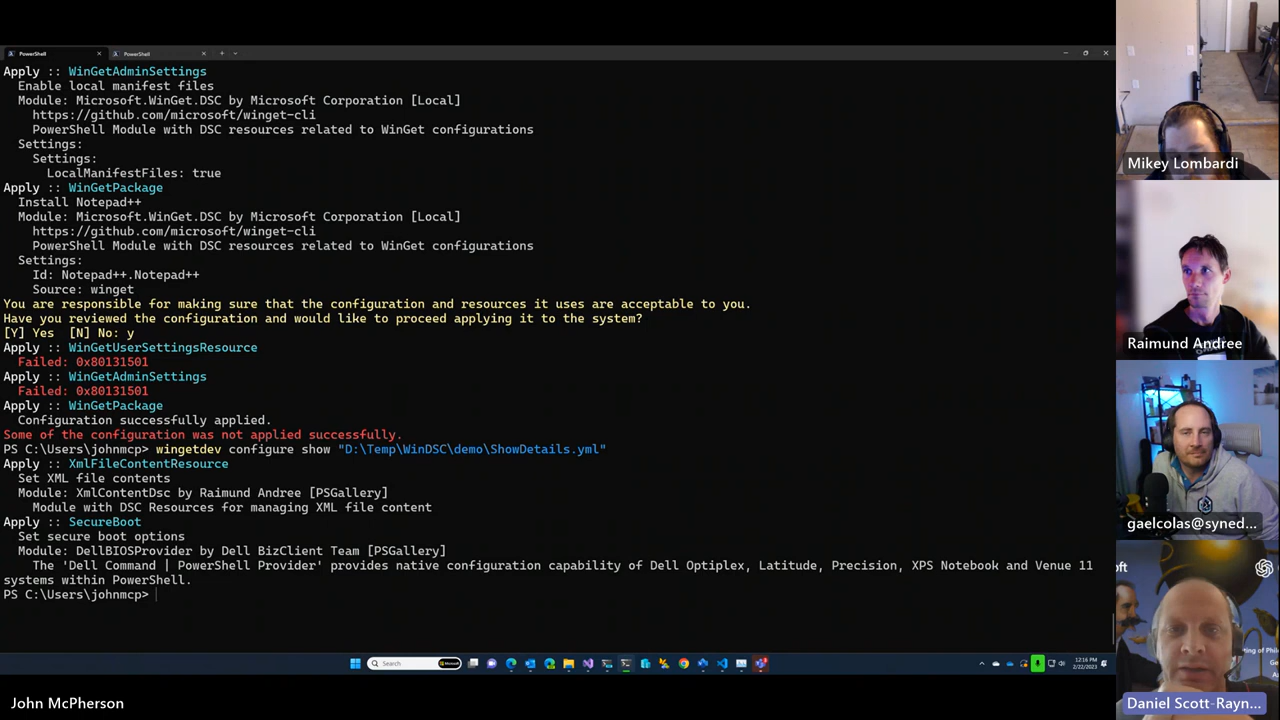 PowerShell
PowerShell
Apply :: WinGetAdminSettings
Enable local manifest files
Module: Microsoft.WinGet.DSC by Microsoft Corporation [Local]
https://github.com/microsoft/winget-cli
PowerShell Module with DSC resources related to WinGet configurations
Settings:
Settings:
LocalManifestFiles: true
Apply :: WinGetPackage
Install Notepad++
Module: Microsoft.WinGet.DSC by Microsoft Corporation [Local]
https://github.com/microsoft/winget-cli
PowerShell Module with DSC resources related to WinGet configurations
Settings:
Id: Notepad++.Notepad++
Source: winget
You are responsible for making sure that the configuration and resources it uses are acceptable to you.
Have you reviewed the configuration and would like to proceed applying it to the system?
[Y] Yes [N] No: y
Apply :: WinGetUserSettingsResource
Failed: 0x80131501
Apply :: WinGetAdminSettings
Failed: 0x80131501
Apply :: WinGetPackage
Configuration successfully applied.
Some of the configuration was not applied successfully.
PS C:\Users\johnmcp> wingetdev configure show "D:\Temp\WinDSC\demo\ShowDetails.yml"
Apply :: XmlFileContentResource
Set XML file contents
Module: XmlContentDsc by Raimund Andree [PSGallery]
Module with DSC Resources for managing XML file content
Apply :: SecureBoot
Set secure boot options
Module: DellBIOSProvider by Dell BizClient Team [PSGallery]
The 'Dell Command | PowerShell Provider' provides native configuration capability of Dell Optiplex, Latitude, Precision, XPS Notebook and Venue 11
systems within PowerShell.
PS C:\Users\johnmcp>
Search
12:16 PM
2/22/2023
John McPherson
Mikey Lombardi
Raimund Andree
gaelcolas@syned...
Daniel Scott-Rayn...